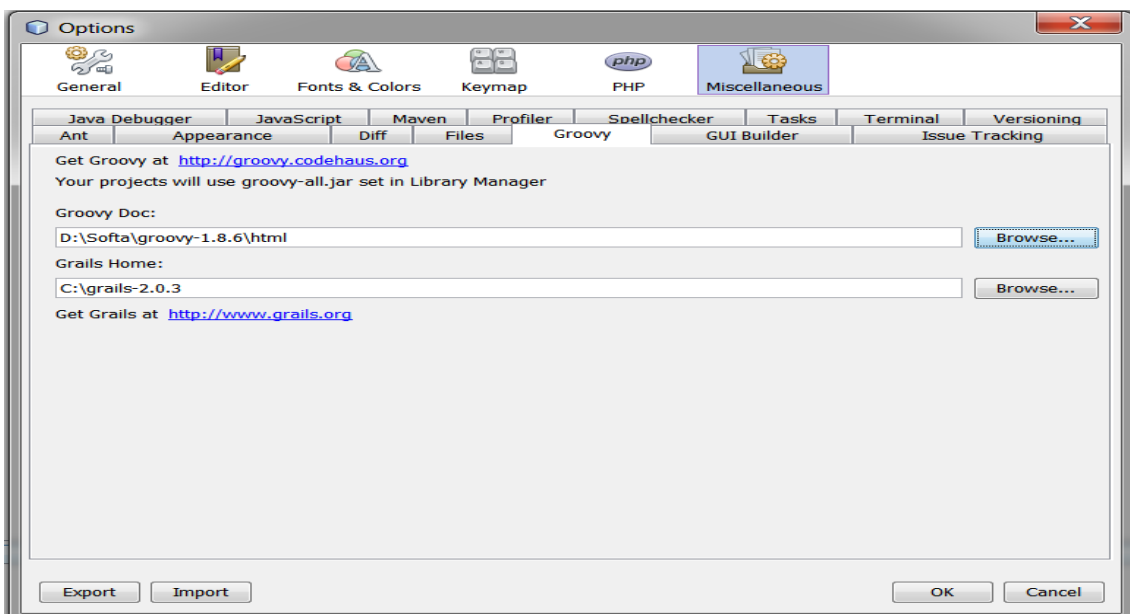 Options
General Editor Fonts & Colors Keymap php PHP Miscellaneous
Java Debugger JavaScript Maven Profiler Spellchecker Tasks Terminal Versioning
Ant Appearance Diff Files Groovy GUI Builder Issue Tracking
Get Groovy at http://groovy.codehaus.org
Your projects will use groovy-all.jar set in Library Manager
Groovy Doc:
D:\Softa\groovy-1.8.6\html Browse...
Grails Home:
C:\grails-2.0.3 Browse...
Get Grails at http://www.grails.org
Export Import OK Cancel